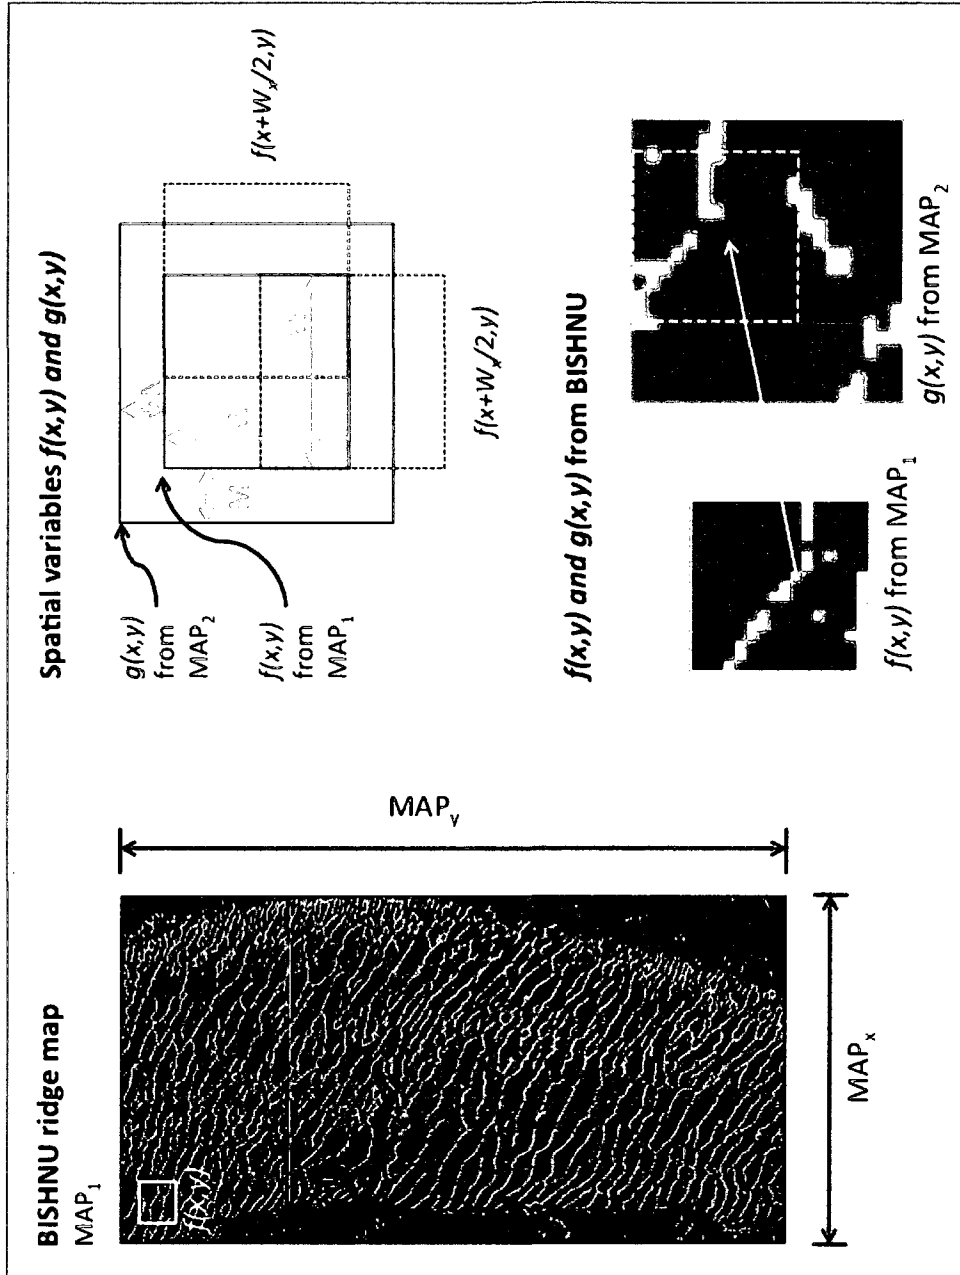 BISHNU ridge map
MAP₁
f(x,y)
MAPₓ
MAPᵧ
Spatial variables f(x,y) and g(x,y)
g(x,y)
from
MAP₂
f(x,y)
from
MAP₁
f(x+Wₓ/2,y)
f(x+Wₓ/2,y)
f(x,y) and g(x,y) from BISHNU
f(x,y) from MAP₁
g(x,y) from MAP₂